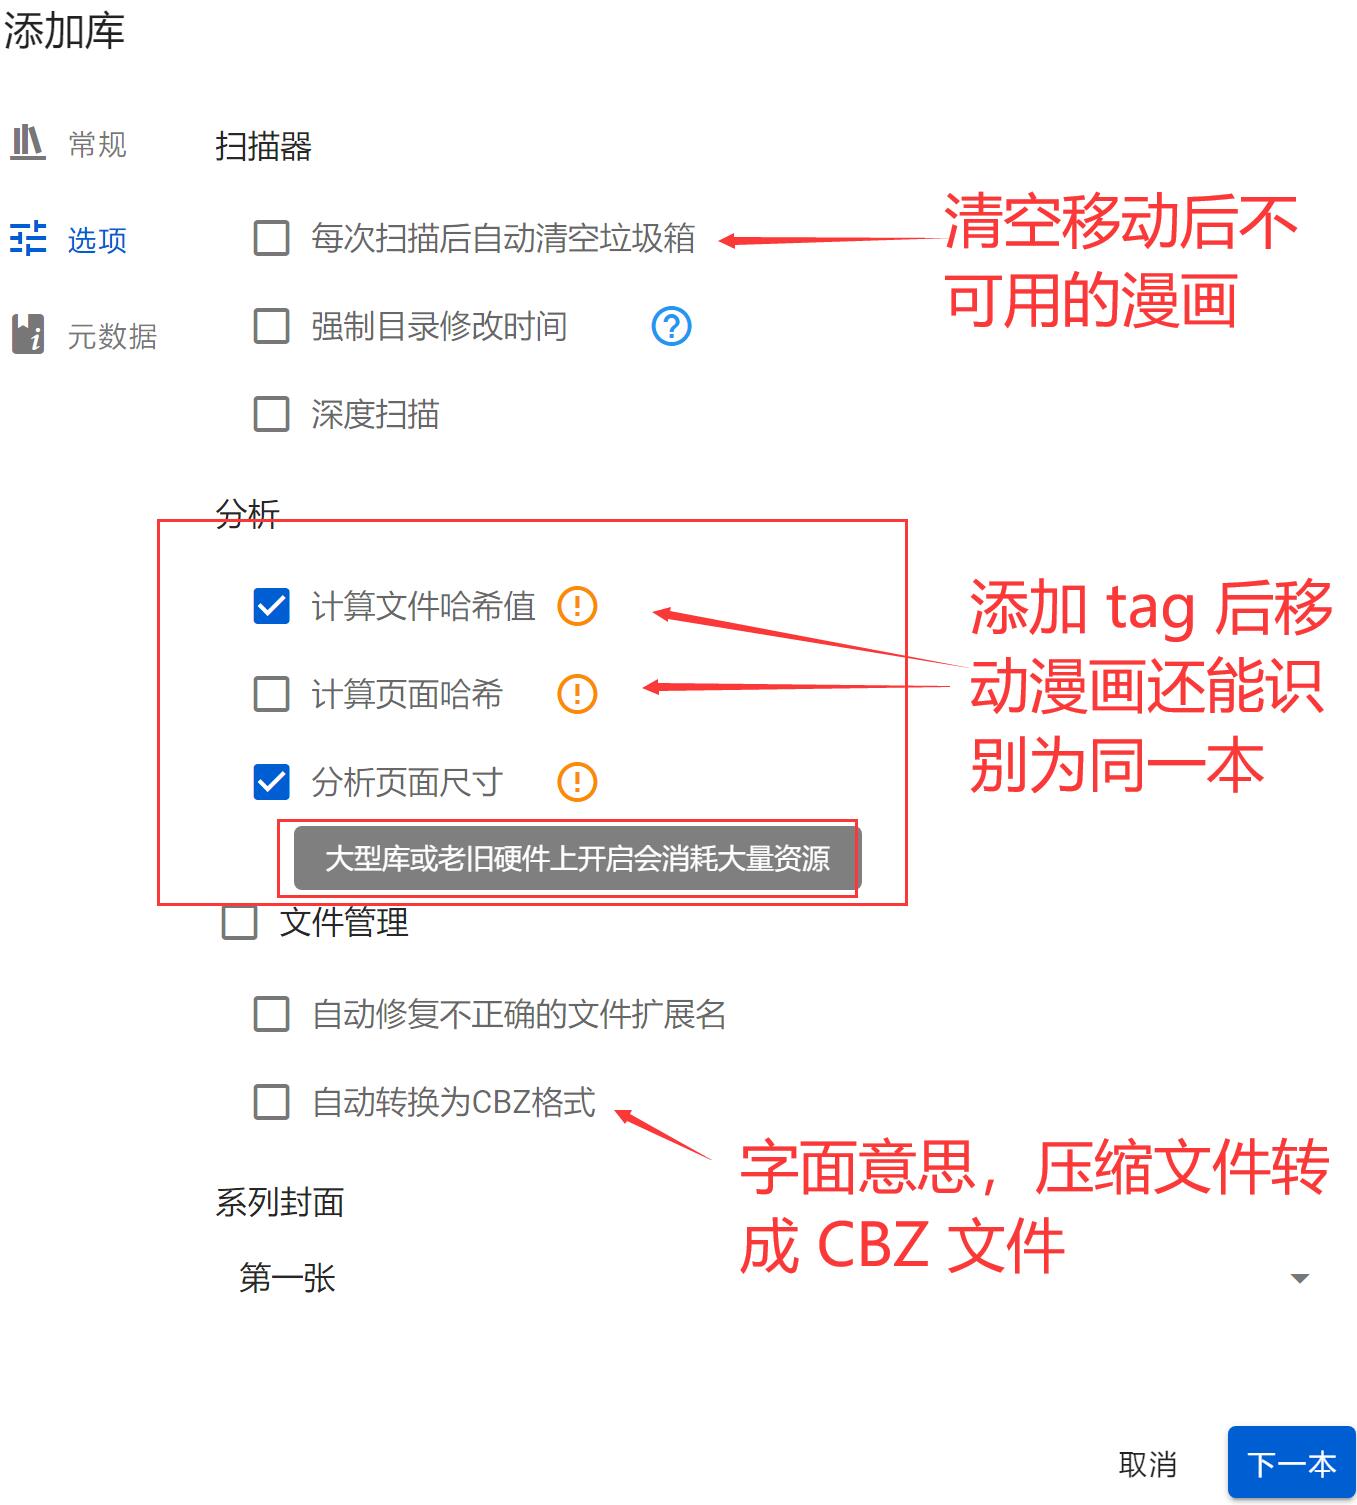 添加库
常规
选项
元数据
扫描器
每次扫描后自动清空垃圾箱
强制目录修改时间
深度扫描
清空移动后不
可用的漫画
分析
计算文件哈希值
计算页面哈希
分析页面尺寸
大型库或老旧硬件上开启会消耗大量资源
添加 tag 后移
动漫画还能识
别为同一本
文件管理
自动修复不正确的文件扩展名
自动转换为CBZ格式
字面意思，压缩文件转
成 CBZ 文件
系列封面
第一张
取消
下一本